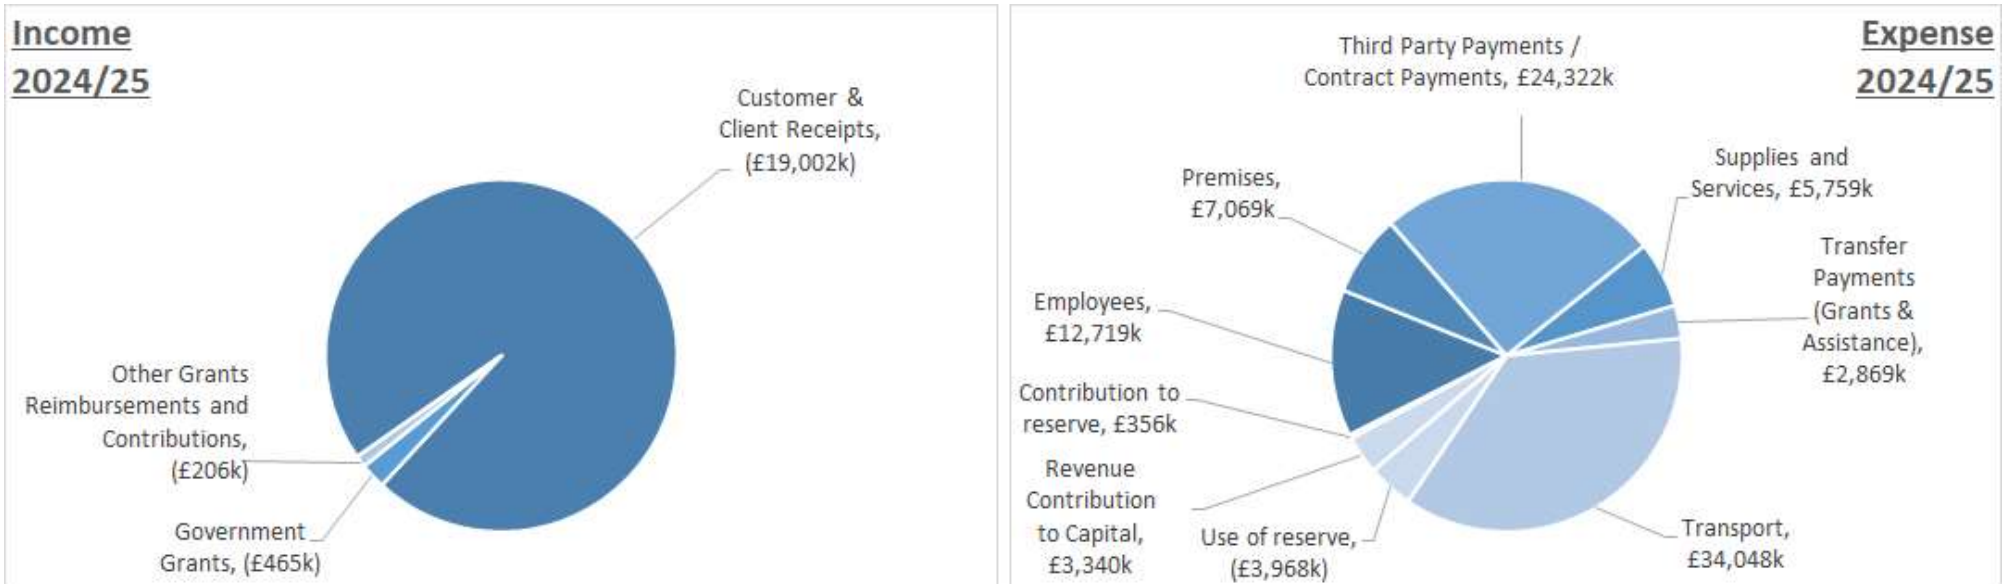 Income
2024/25
Customer &
Client Receipts,
(£19,002k)
Other Grants
Reimbursements and
Contributions,
(£206k)
Government
Grants, (£465k)
Expense
2024/25
Third Party Payments /
Contract Payments, £24,322k
Supplies and
Services, £5,759k
Transfer
Payments
(Grants &
Assistance),
£2,869k
Transport,
£34,048k
Use of reserve,
(£3,968k)
Revenue
Contribution
to Capital,
£3,340k
Contribution to
reserve, £356k
Employees,
£12,719k
Premises,
£7,069k